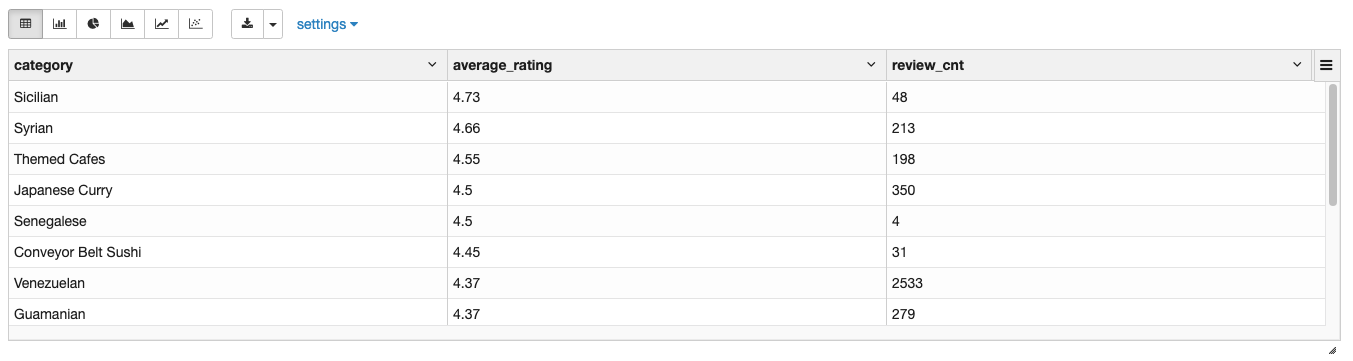 settings
category average_rating review_cnt
Sicilian 4.73 48
Syrian 4.66 213
Themed Cafes 4.55 198
Japanese Curry 4.5 350
Senegalese 4.5 4
Conveyor Belt Sushi 4.45 31
Venezuelan 4.37 2533
Guamanian 4.37 279